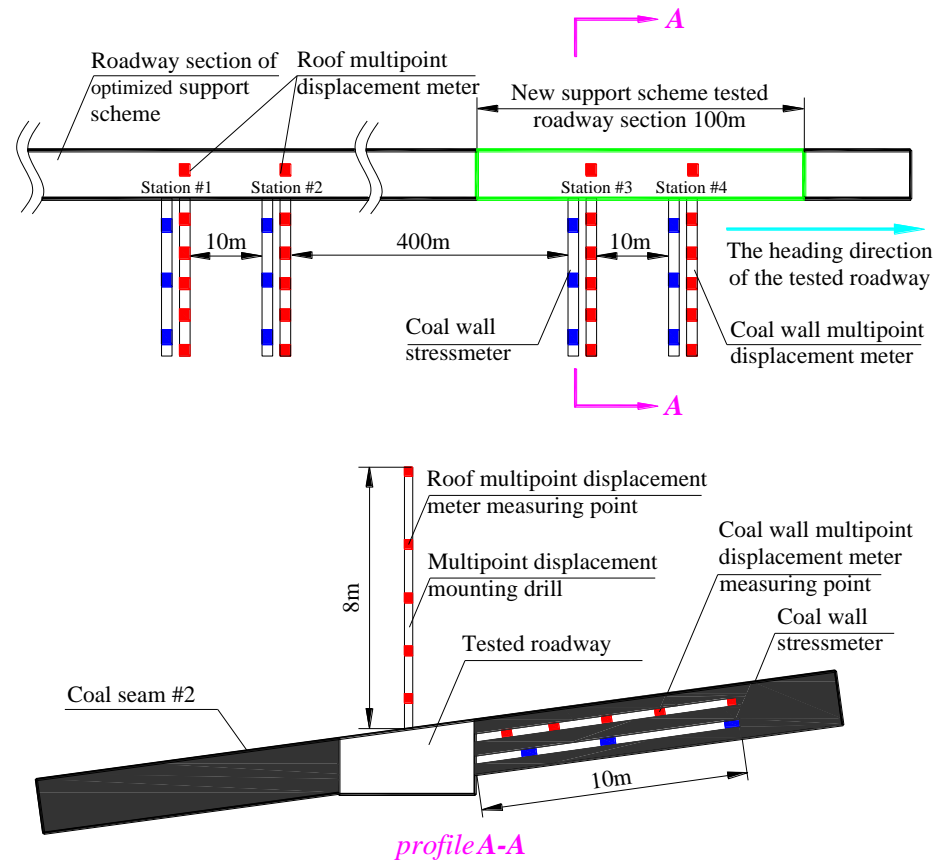 A
Roadway section of
optimized support
scheme
Roof multipoint
displacement meter
New support scheme tested
roadway section 100m
Station #1
Station #2
Station #3
Station #4
10m
400m
10m
The heading direction
of the tested roadway
Coal wall
stressmeter
Coal wall multipoint
displacement meter
A
8m
Roof multipoint displacement
meter measuring point
Multipoint displacement
mounting drill
Tested roadway
Coal wall multipoint
displacement meter
measuring point
Coal wall
stressmeter
Coal seam #2
10m
profile A-A